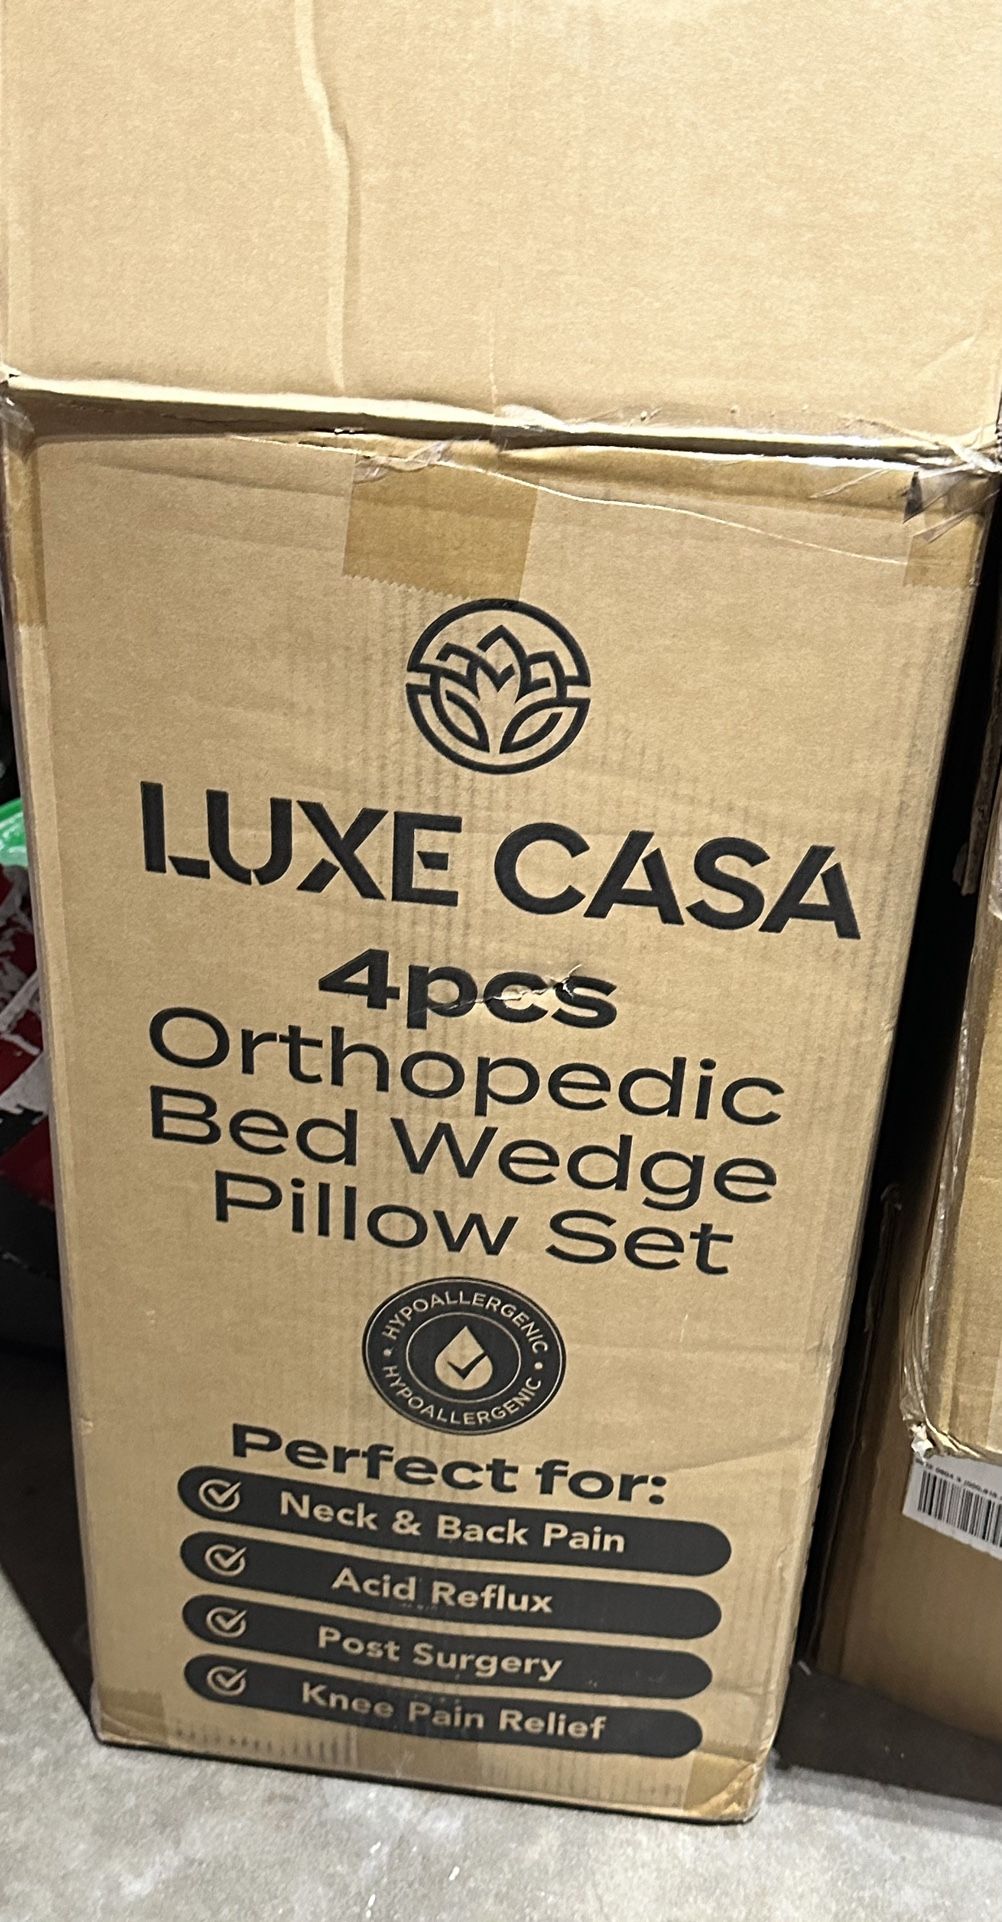 LUXE CASA
4pcs
Orthopedic
Bed Wedge
Pillow Set
HYPOALLERGENIC
HYPOALLERGENIC
Perfect for:
Neck & Back Pain
Acid Reflux
Post Surgery
Knee Pain Relief